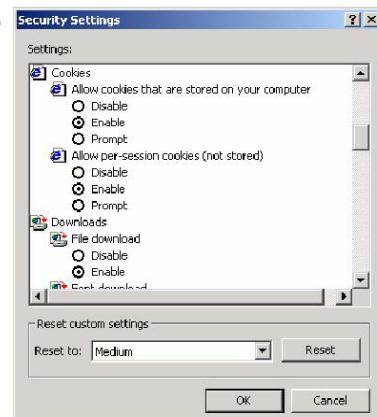 Security Settings
Settings:
Cookies
Allow cookies that are stored on your computer
Disable
Enable
Prompt
Allow per-session cookies (not stored)
Disable
Enable
Prompt
Downloads
File download
Disable
Enable
Font download
Reset custom settings
Reset to: Medium Reset
OK Cancel